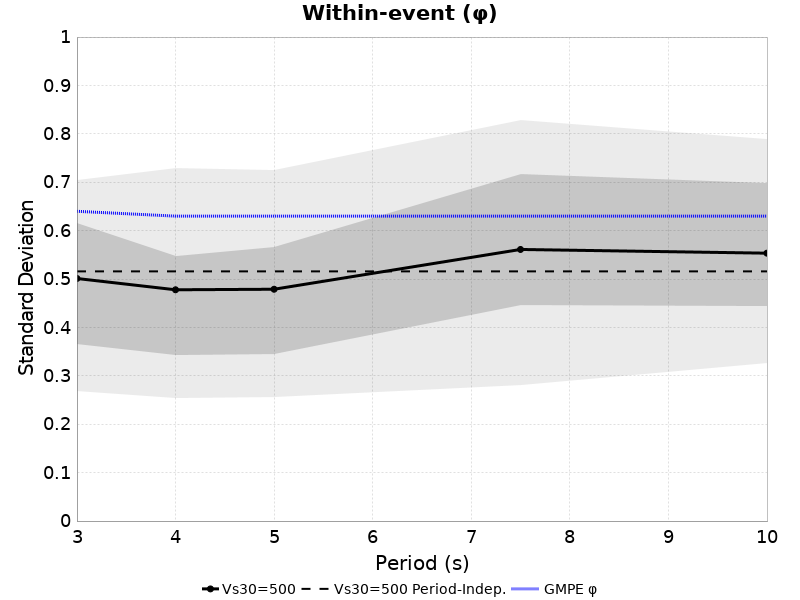 Within-event (φ)
1
0.9
0.8
0.7
0.6
0.5
0.4
0.3
0.2
0.1
0
Standard Deviation
3 4 5 6 7 8 9 10
Period (s)
Vs30=500 Vs30=500 Period-Indep. GMPE φ